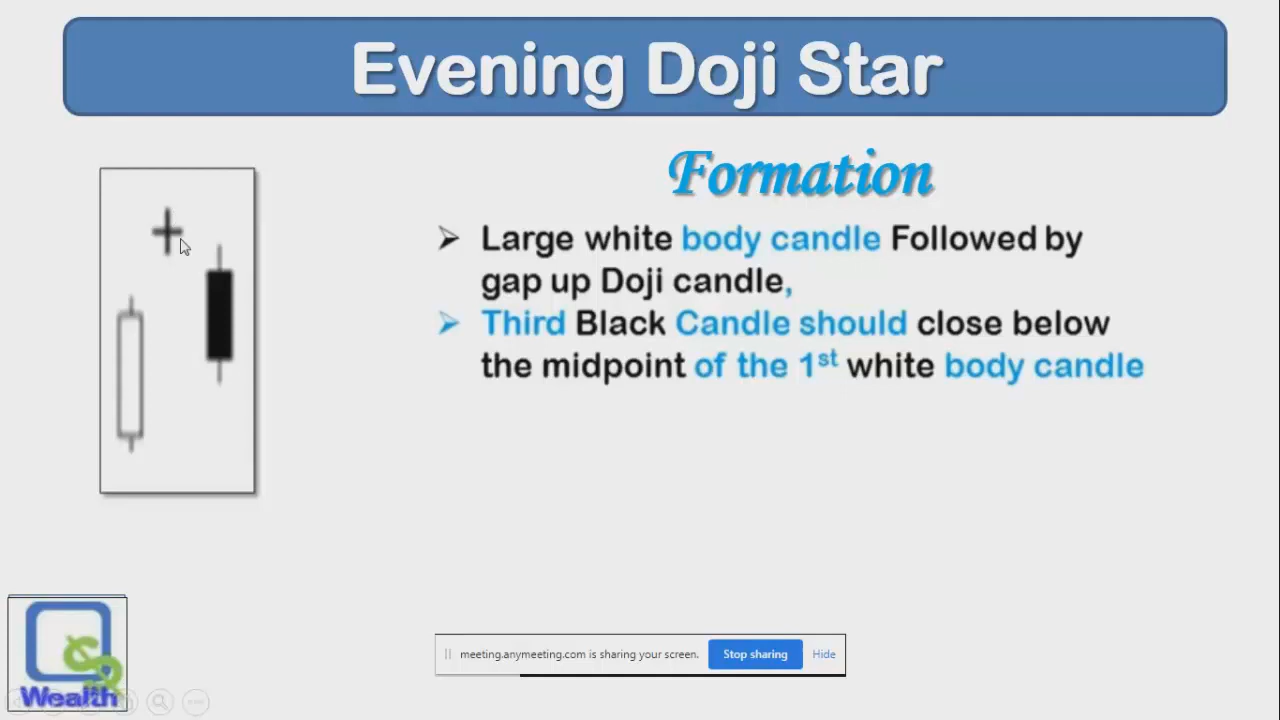 Evening Doji Star
Formation
Large white body candle Followed by
gap up Doji candle,
Third Black Candle should close below
the midpoint of the 1st white body candle
meeting.anymeeting.com is sharing your screen. Stop sharing Hide
Wealth